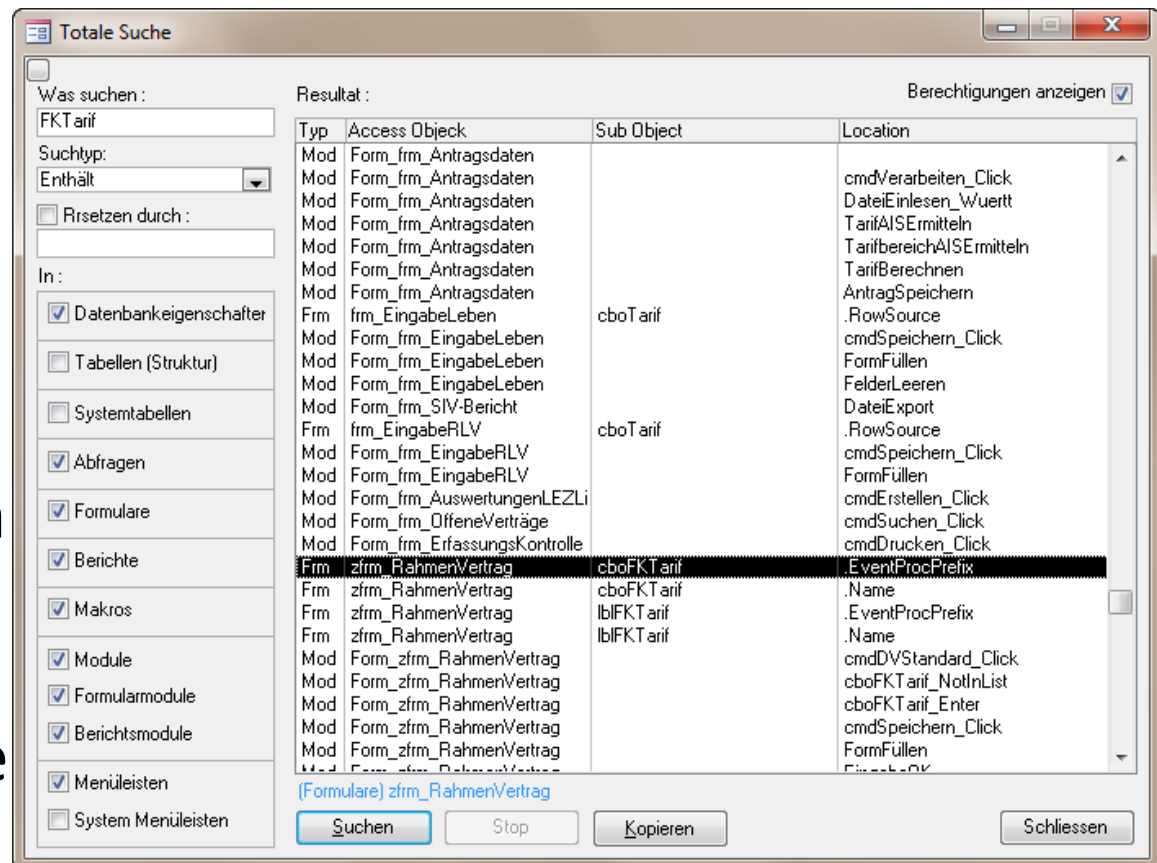 Totale Suche
Was suchen :
Resultat :
Berechtigungen anzeigen
FKTarif
Suchtyp:
Enthält
Rrsetzen durch :
In :
Datenbankeigenschafter
Tabellen (Struktur)
Systemtabellen
Abfragen
Formulare
Berichte
Makros
Module
Formularmodule
Berichtsmodule
Menüleisten
System Menüleisten
Typ Access Objeck Sub Object Location
Mod Form_frm_Antragsdaten
Mod Form_frm_Antragsdaten cmdVerarbeiten_Click
Mod Form_frm_Antragsdaten DateiEinlesen_Wuertt
Mod Form_frm_Antragsdaten TarifAISErmitteln
Mod Form_frm_Antragsdaten TarifbereichAISErmitteln
Mod Form_frm_Antragsdaten TarifBerechnen
Mod Form_frm_Antragsdaten AntragSpeichern
Frm frm_EingabeLeben cboTarif .RowSource
Mod Form_frm_EingabeLeben cmdSpeichern_Click
Mod Form_frm_EingabeLeben FormFüllen
Mod Form_frm_EingabeLeben FelderLeeren
Mod Form_frm_SIV-Bericht DateiExport
Frm frm_EingabeRLV cboTarif .RowSource
Mod Form_frm_EingabeRLV cmdSpeichern_Click
Mod Form_frm_EingabeRLV FormFüllen
Mod Form_frm_AuswertungenLEZLi cmdErstellen_Click
Mod Form_frm_OffeneVerträge cmdSuchen_Click
Mod Form_frm_ErfassungsKontrolle cmdDrucken_Click
Frm zfrm_RahmenVertrag cboFKTarif .EventProcPrefix
Frm zfrm_RahmenVertrag cboFKTarif .Name
Frm zfrm_RahmenVertrag lblFKTarif .EventProcPrefix
Frm zfrm_RahmenVertrag lblFKTarif .Name
Mod Form_zfrm_RahmenVertrag cmdDVStandard_Click
Mod Form_zfrm_RahmenVertrag cboFKTarif_NotInList
Mod Form_zfrm_RahmenVertrag cboFKTarif_Enter
Mod Form_zfrm_RahmenVertrag cmdSpeichern_Click
Mod Form_zfrm_RahmenVertrag FormFüllen
(Formulare) zfrm_RahmenVertrag
Suchen Stop Kopieren Schliessen